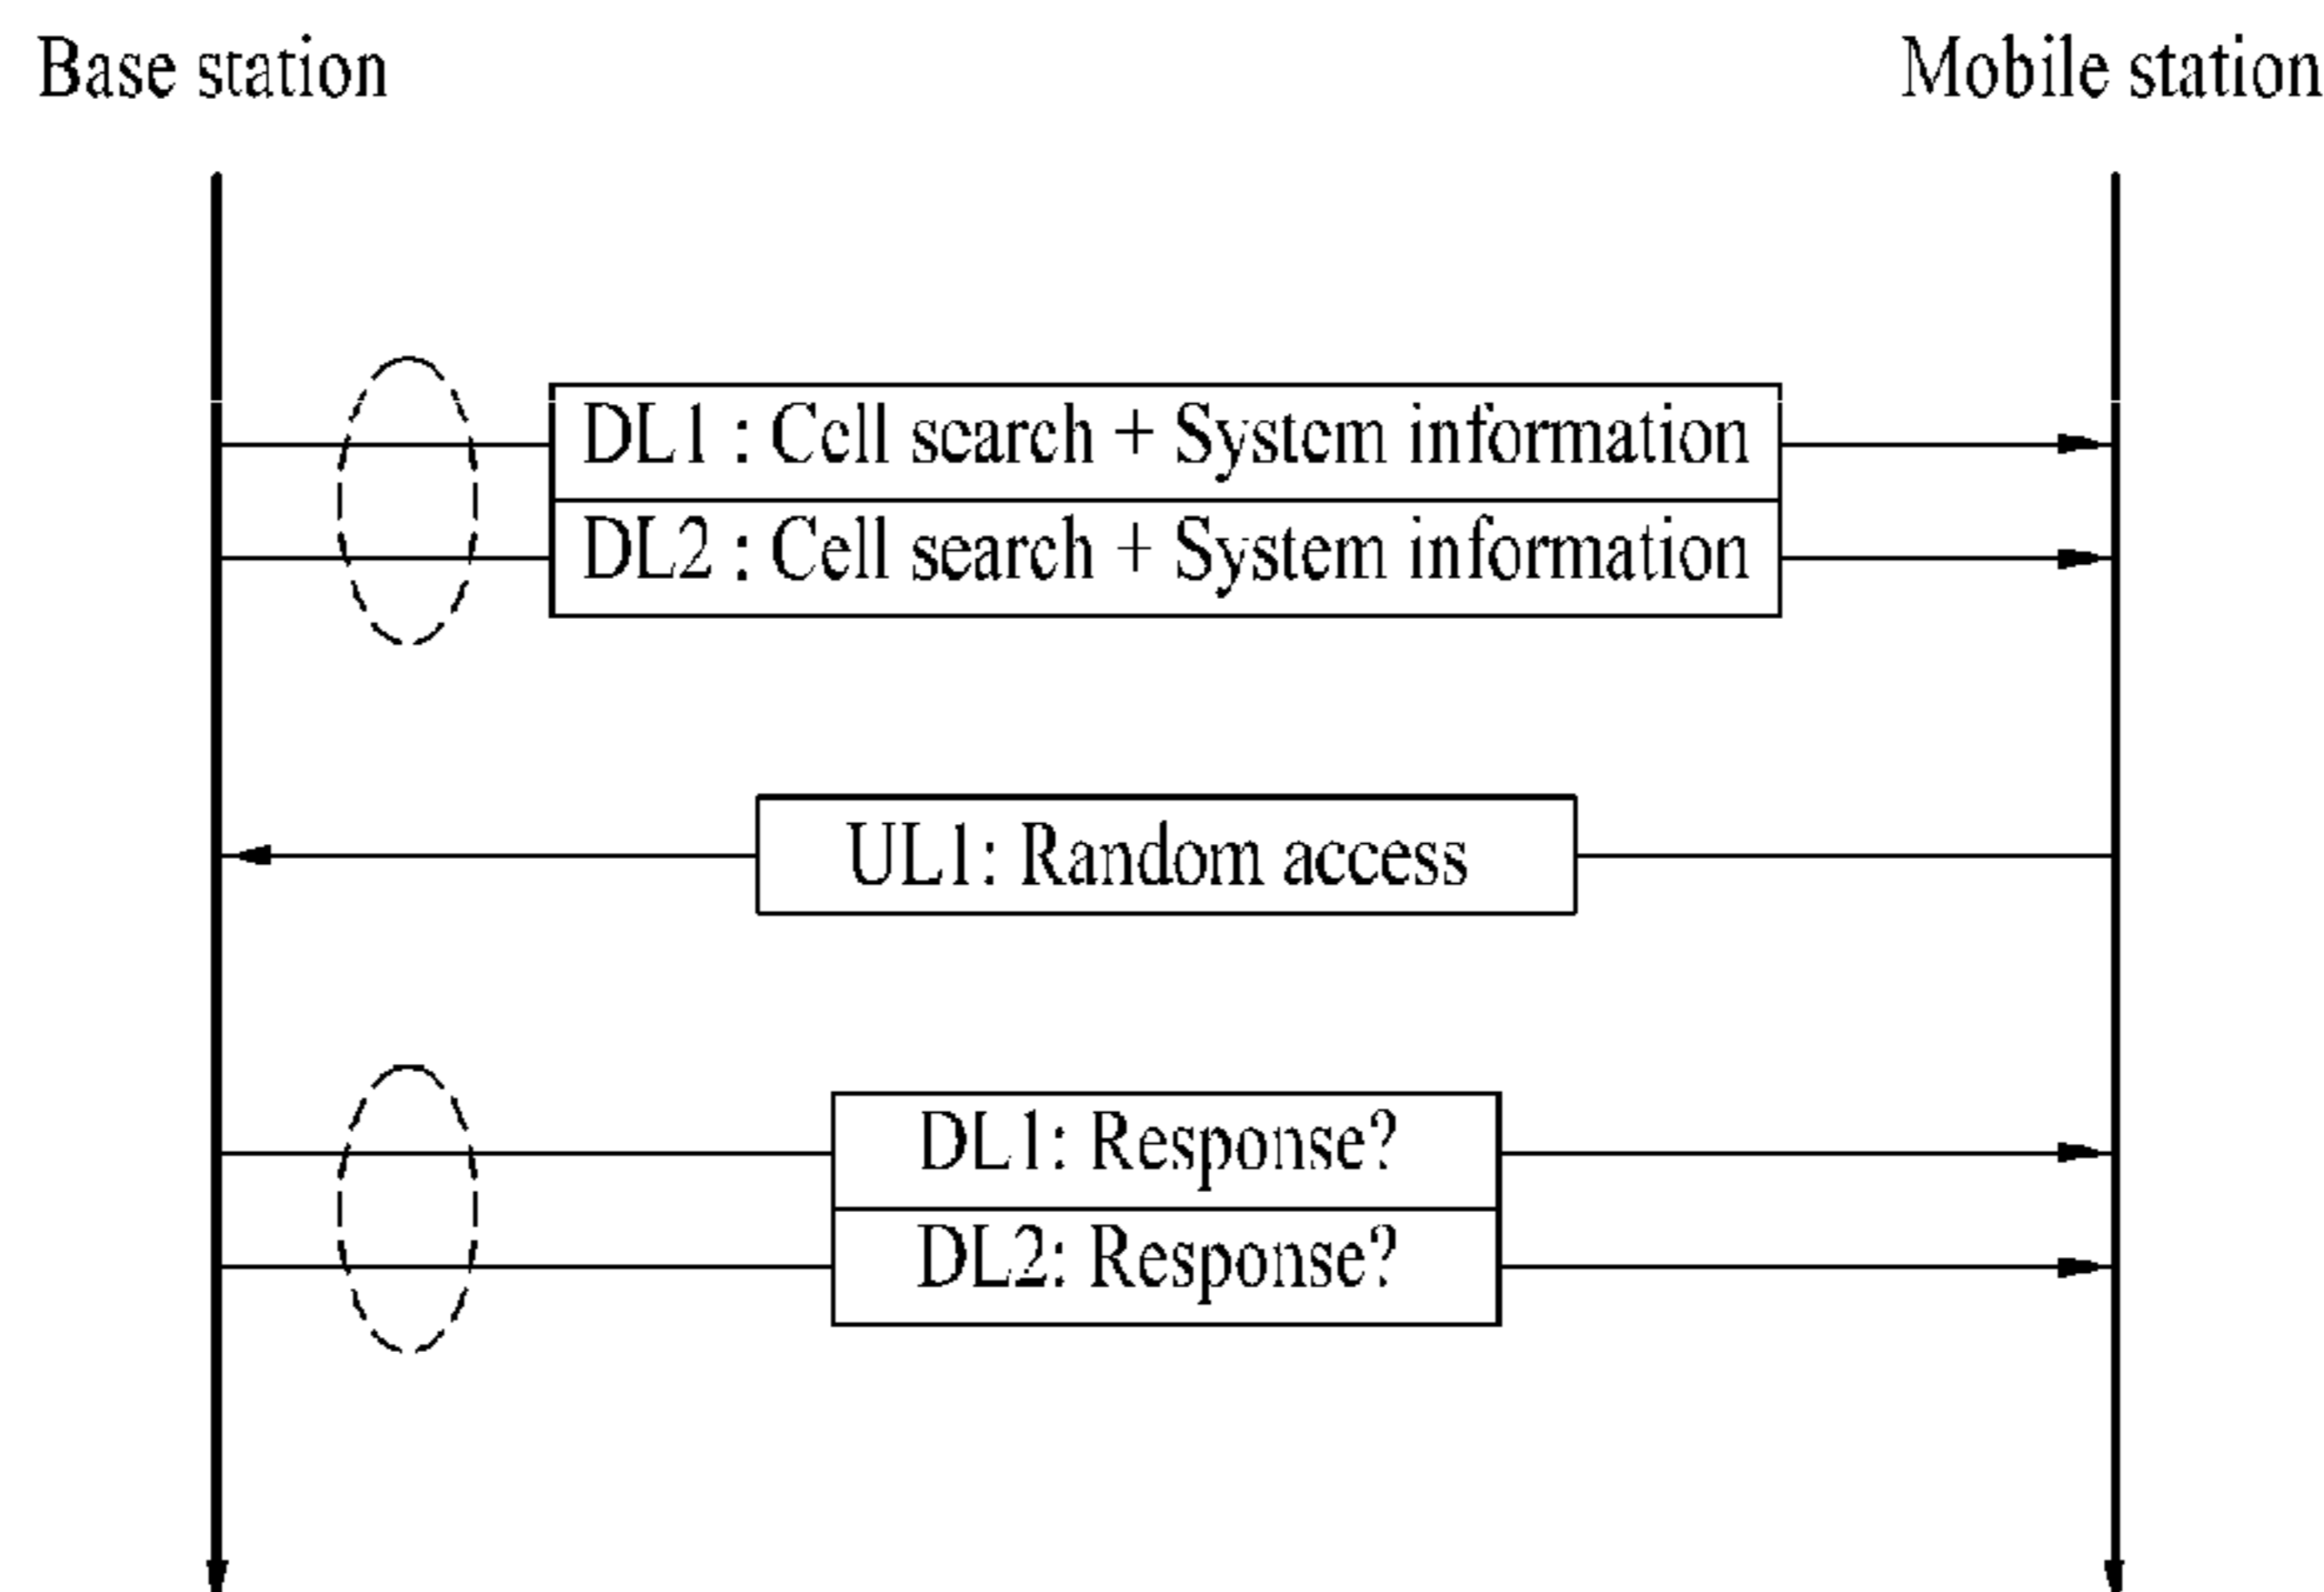 Base station
Mobile station
DL1 : Cell search + System information
DL2 : Cell search + System information
UL1: Random access
DL1: Response?
DL2: Response?